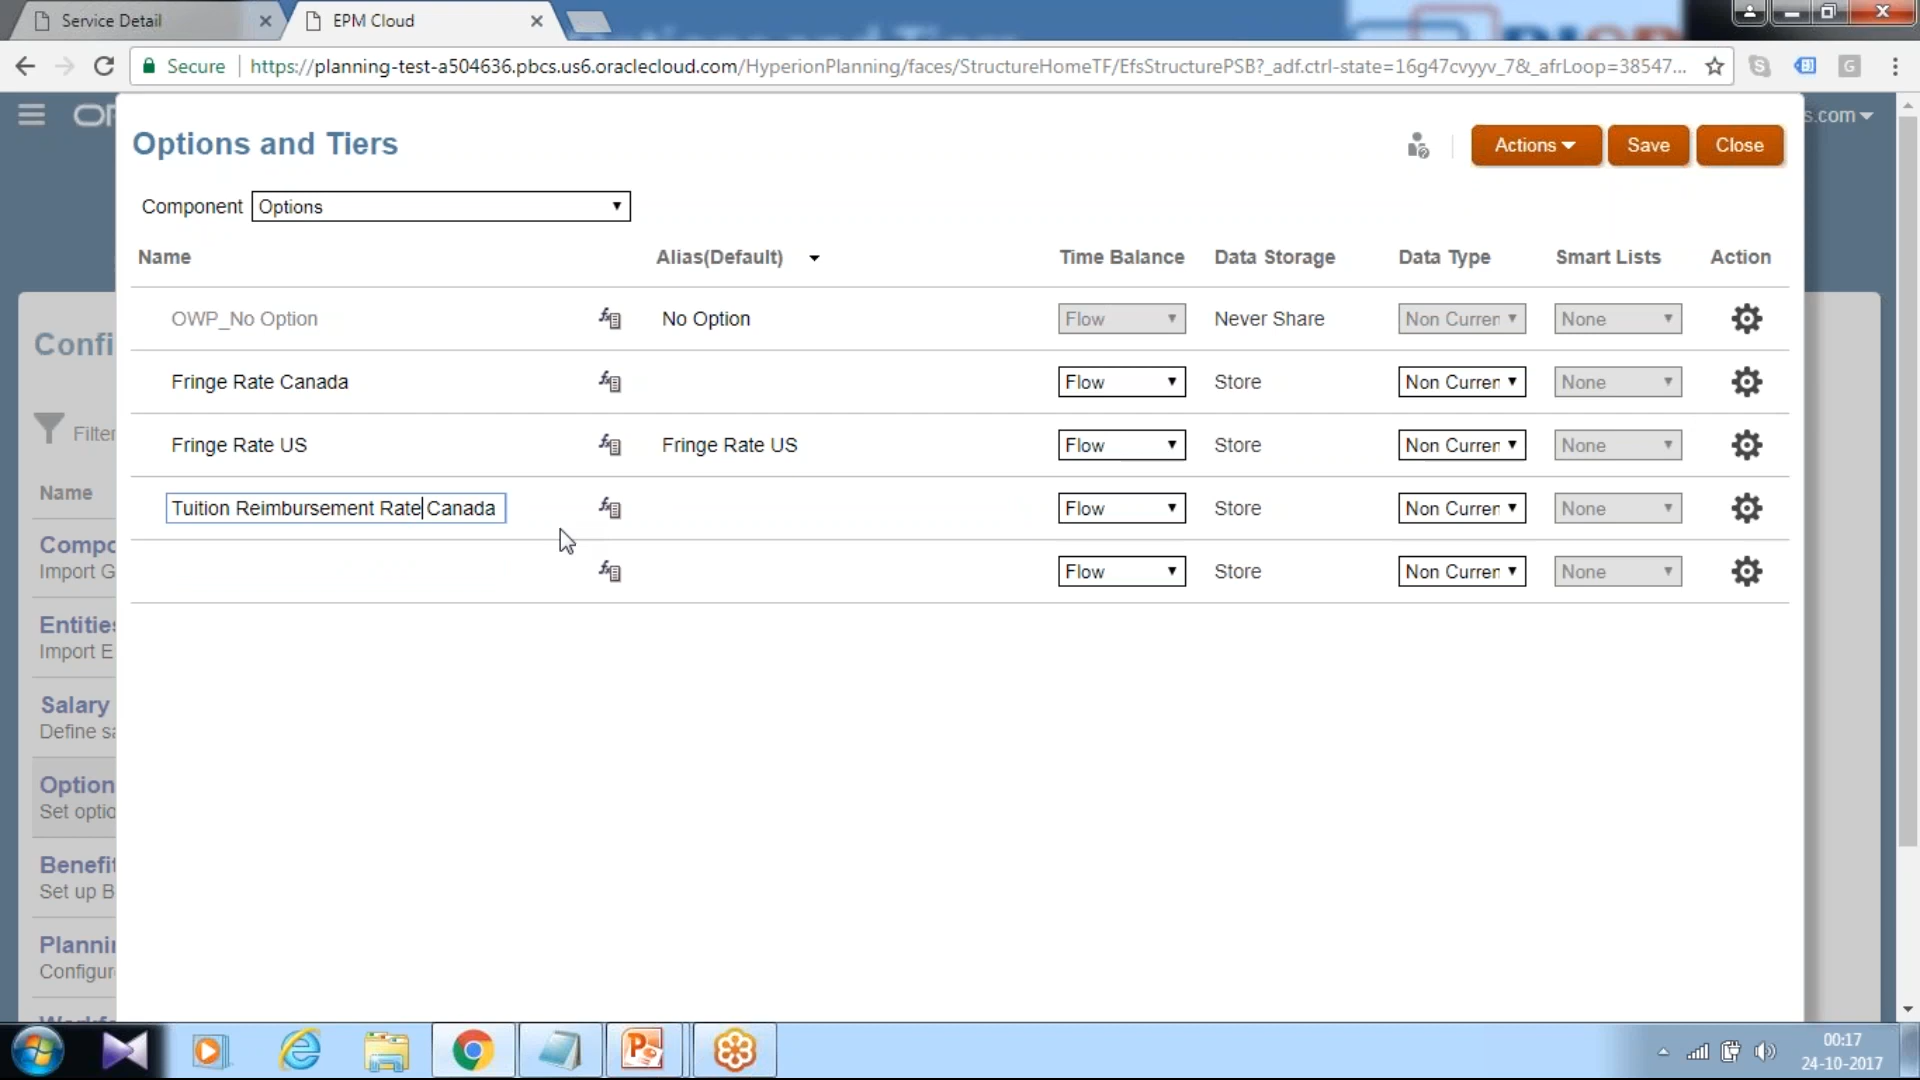 Service Detail
EPM Cloud
Secure
https://planning-test-a504636.pbcs.us6.oraclecloud.com/HyperionPlanning/faces/StructureHomeTF/EfsStructurePSB?_adf.ctrl-state=16g47cvyyv_7&_afrLoop=38547...
s.com
Options and Tiers
Actions
Save
Close
Component
Options
Name
Alias(Default)
Time Balance
Data Storage
Data Type
Smart Lists
Action
OWP_No Option
No Option
Flow
Never Share
Non Curren
None
Fringe Rate Canada
Flow
Store
Non Curren
None
Fringe Rate US
Fringe Rate US
Flow
Store
Non Curren
None
Tuition Reimbursement Rate Canada
Flow
Store
Non Curren
None
Flow
Store
Non Curren
None
Confi
Filter
Name
Compo
Import G
Entities
Import E
Salary
Define sa
Option
Set optio
Benefit
Set up B
Plannin
Configur
00:17
24-10-2017